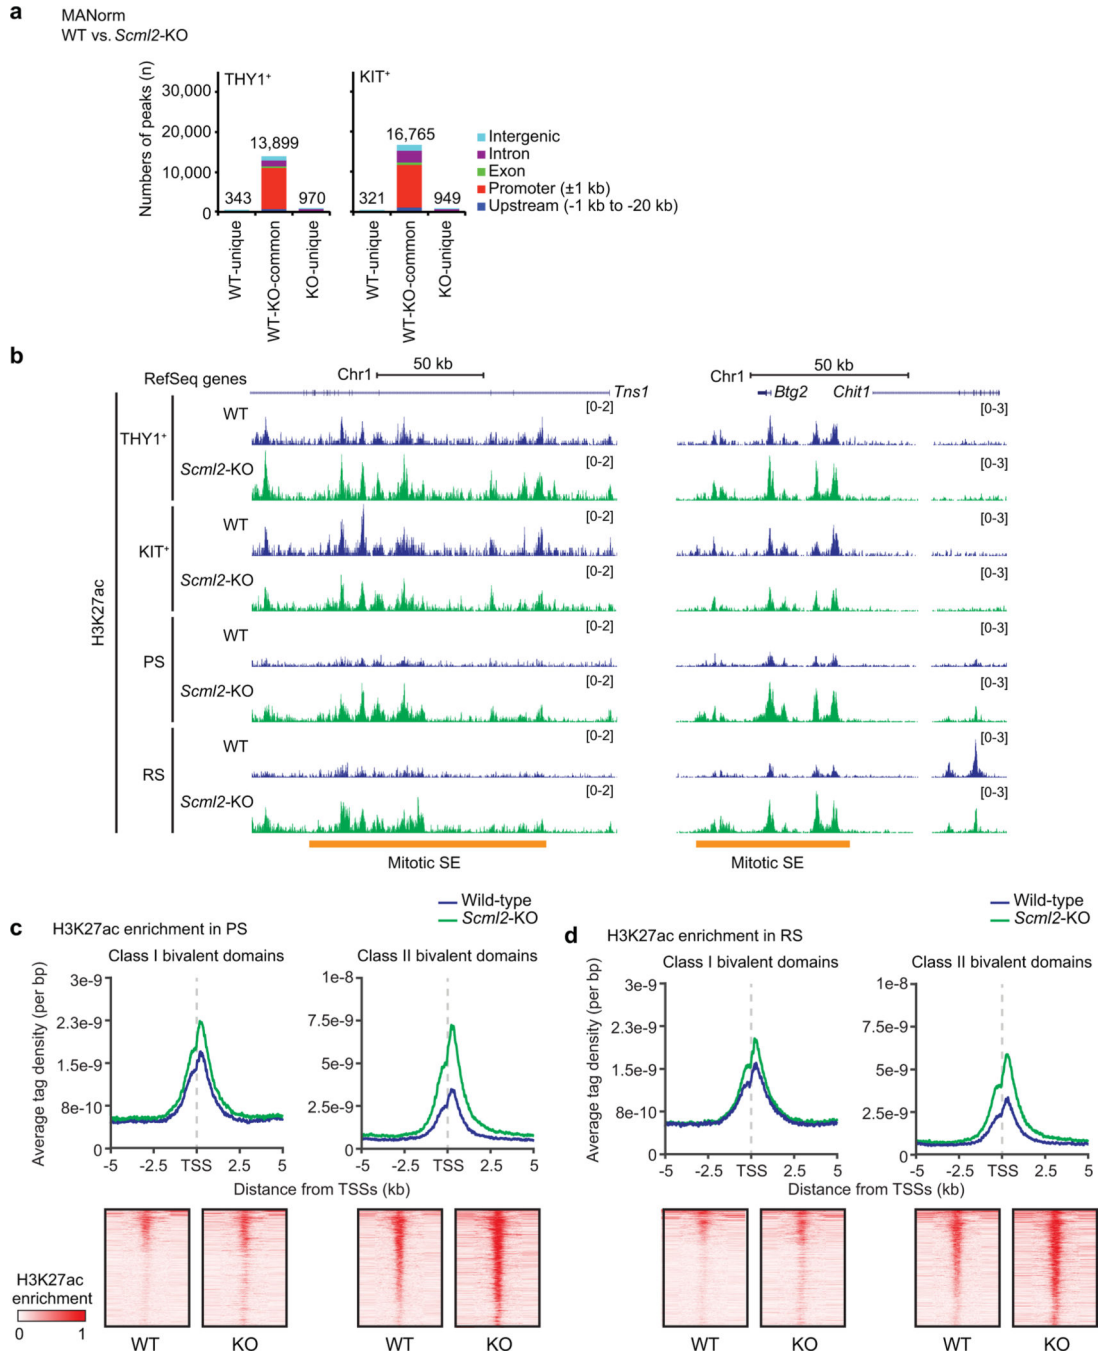 a
MANorm
WT vs. Scml2-KO
Numbers of peaks (n)
30,000
20,000
10,000
0
THY1+
343
13,899
970
WT-unique
WT-KO-common
KO-unique
KIT+
321
16,765
949
WT-unique
WT-KO-common
KO-unique
Intergenic
Intron
Exon
Promoter (±1 kb)
Upstream (-1 kb to -20 kb)
b
RefSeq genes
Chr1
50 kb
Tns1
Chr1
50 kb
Btg2
Chit1
H3K27ac
THY1+
WT
[0-2]
[0-3]
Scml2-KO
[0-2]
[0-3]
KIT+
WT
[0-2]
[0-3]
Scml2-KO
[0-2]
[0-3]
PS
WT
[0-2]
[0-3]
Scml2-KO
[0-2]
[0-3]
RS
WT
[0-2]
[0-3]
Scml2-KO
[0-2]
[0-3]
Mitotic SE
Mitotic SE
c
H3K27ac enrichment in PS
Wild-type
Scml2-KO
Class I bivalent domains
Class II bivalent domains
Average tag density (per bp)
3e-9
2.3e-9
1.5e-9
8e-10
0
-5
-2.5
TSS
2.5
5
1e-8
7.5e-9
5e-9
2.5e-9
0
-5
-2.5
TSS
2.5
5
Distance from TSSs (kb)
H3K27ac
enrichment
0
1
WT
KO
WT
KO
d
H3K27ac enrichment in RS
Wild-type
Scml2-KO
Class I bivalent domains
Class II bivalent domains
Average tag density (per bp)
3e-9
2.3e-9
1.5e-9
8e-10
0
-5
-2.5
TSS
2.5
5
1e-8
7.5e-9
5e-9
2.5e-9
0
-5
-2.5
TSS
2.5
5
Distance from TSSs (kb)
WT
KO
WT
KO